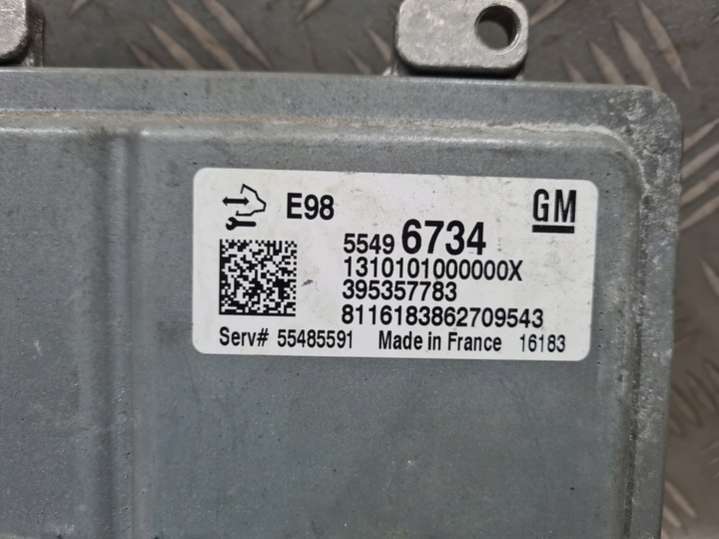 E98
GM
5549 6734
1310101000000X
395357783
8116183862709543
Serv# 55485591 Made in France 16183